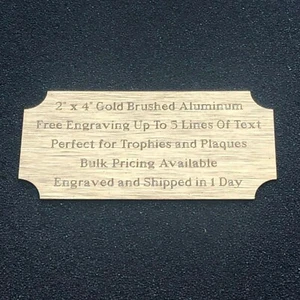 2" x 4" Gold Brushed Aluminum
Free Engraving Up To 5 Lines Of Text
Perfect for Trophies and Plaques
Bulk Pricing Available
Engraved and Shipped in 1 Day